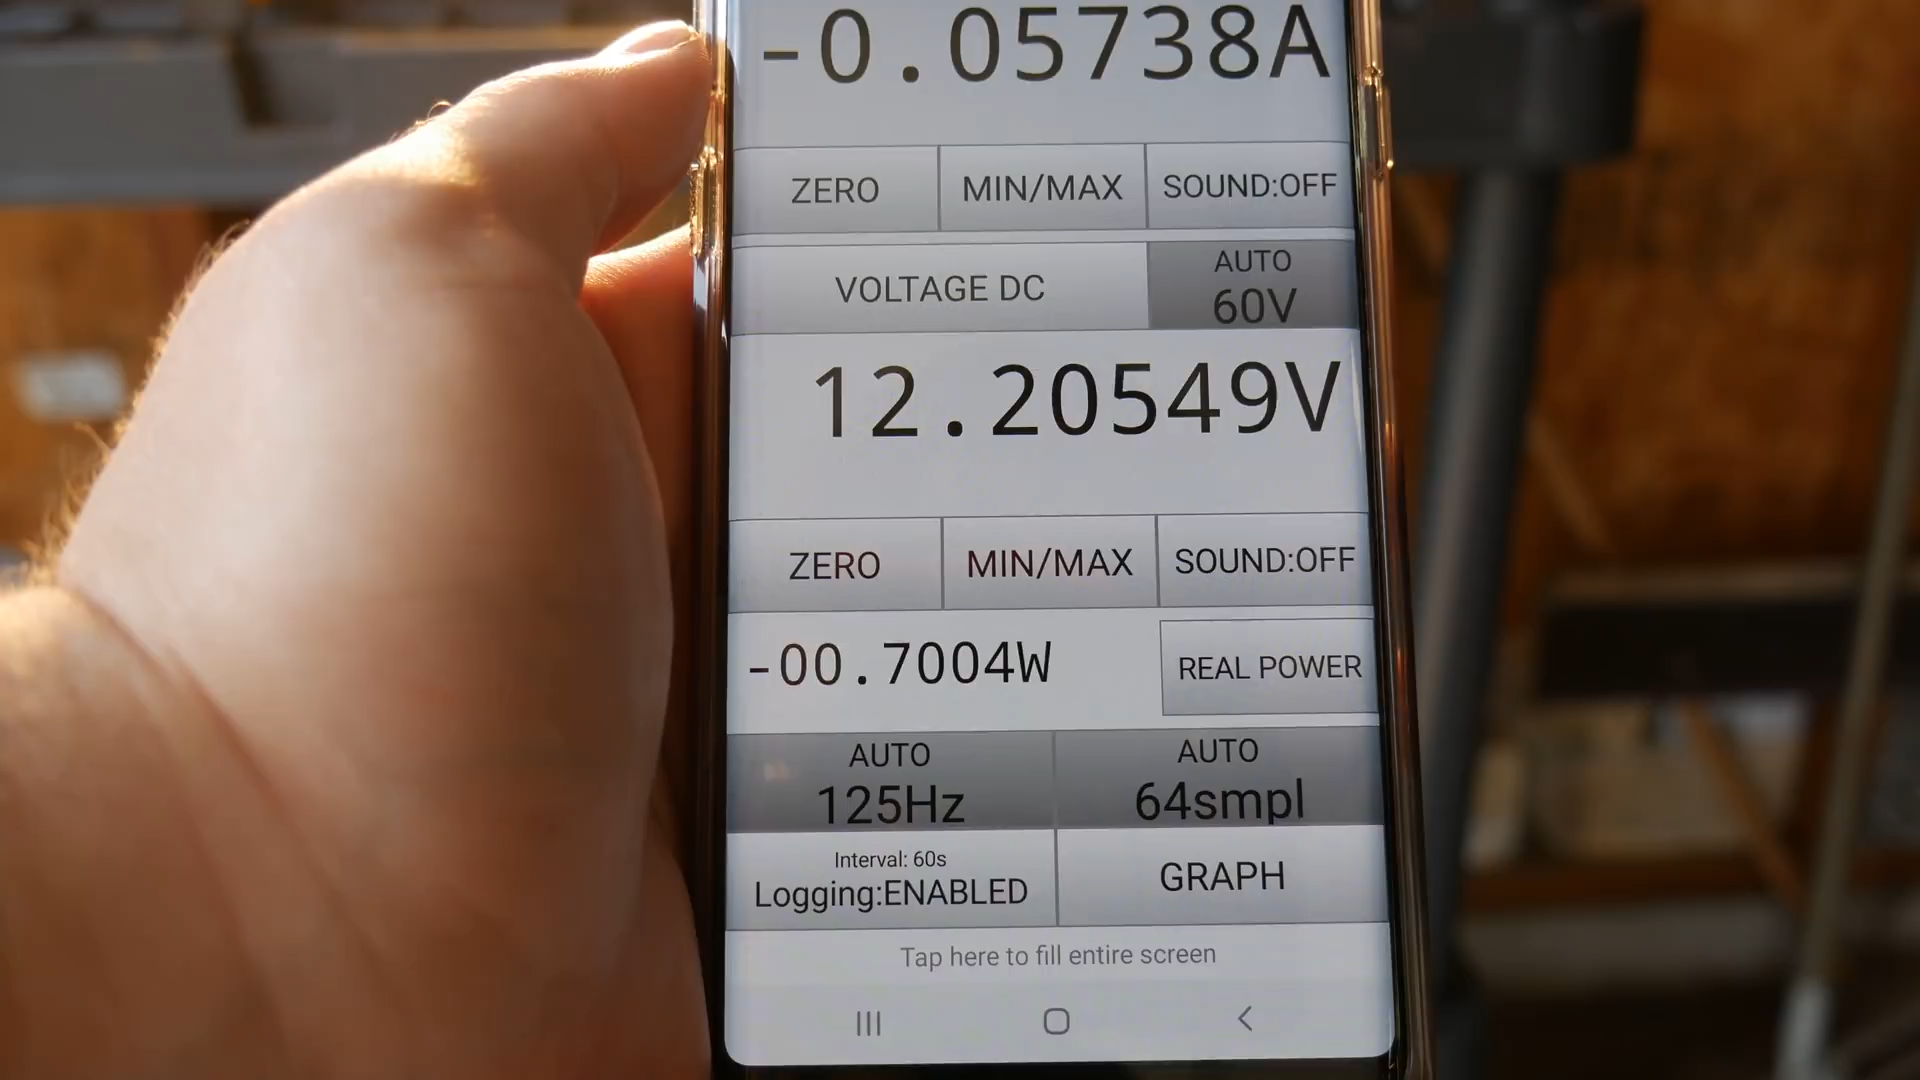 -0.05738A
ZERO MIN/MAX SOUND:OFF
VOLTAGE DC AUTO 60V
12.20549V
ZERO MIN/MAX SOUND:OFF
-00.7004W REAL POWER
AUTO AUTO
125Hz 64smpl
Interval: 60s
Logging:ENABLED GRAPH
Tap here to fill entire screen